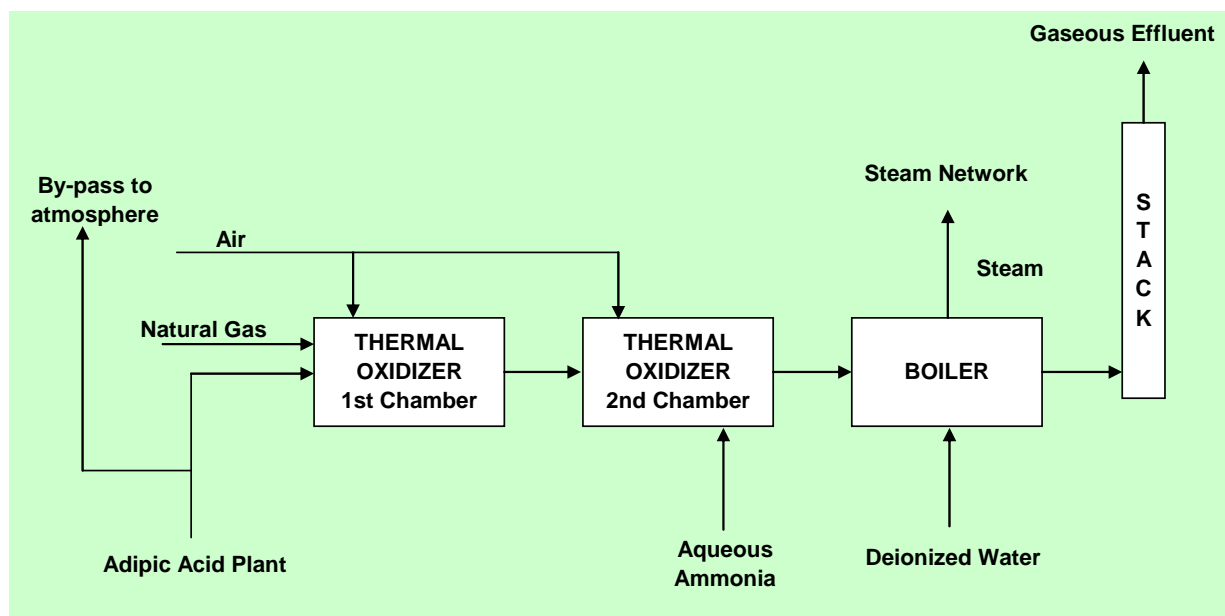 Gaseous Effluent
By-pass to
atmosphere
Steam Network
S
T
A
C
K
Air
Steam
Natural Gas
THERMAL
OXIDIZER
1st Chamber
THERMAL
OXIDIZER
2nd Chamber
BOILER
Adipic Acid Plant
Aqueous
Ammonia
Deionized Water